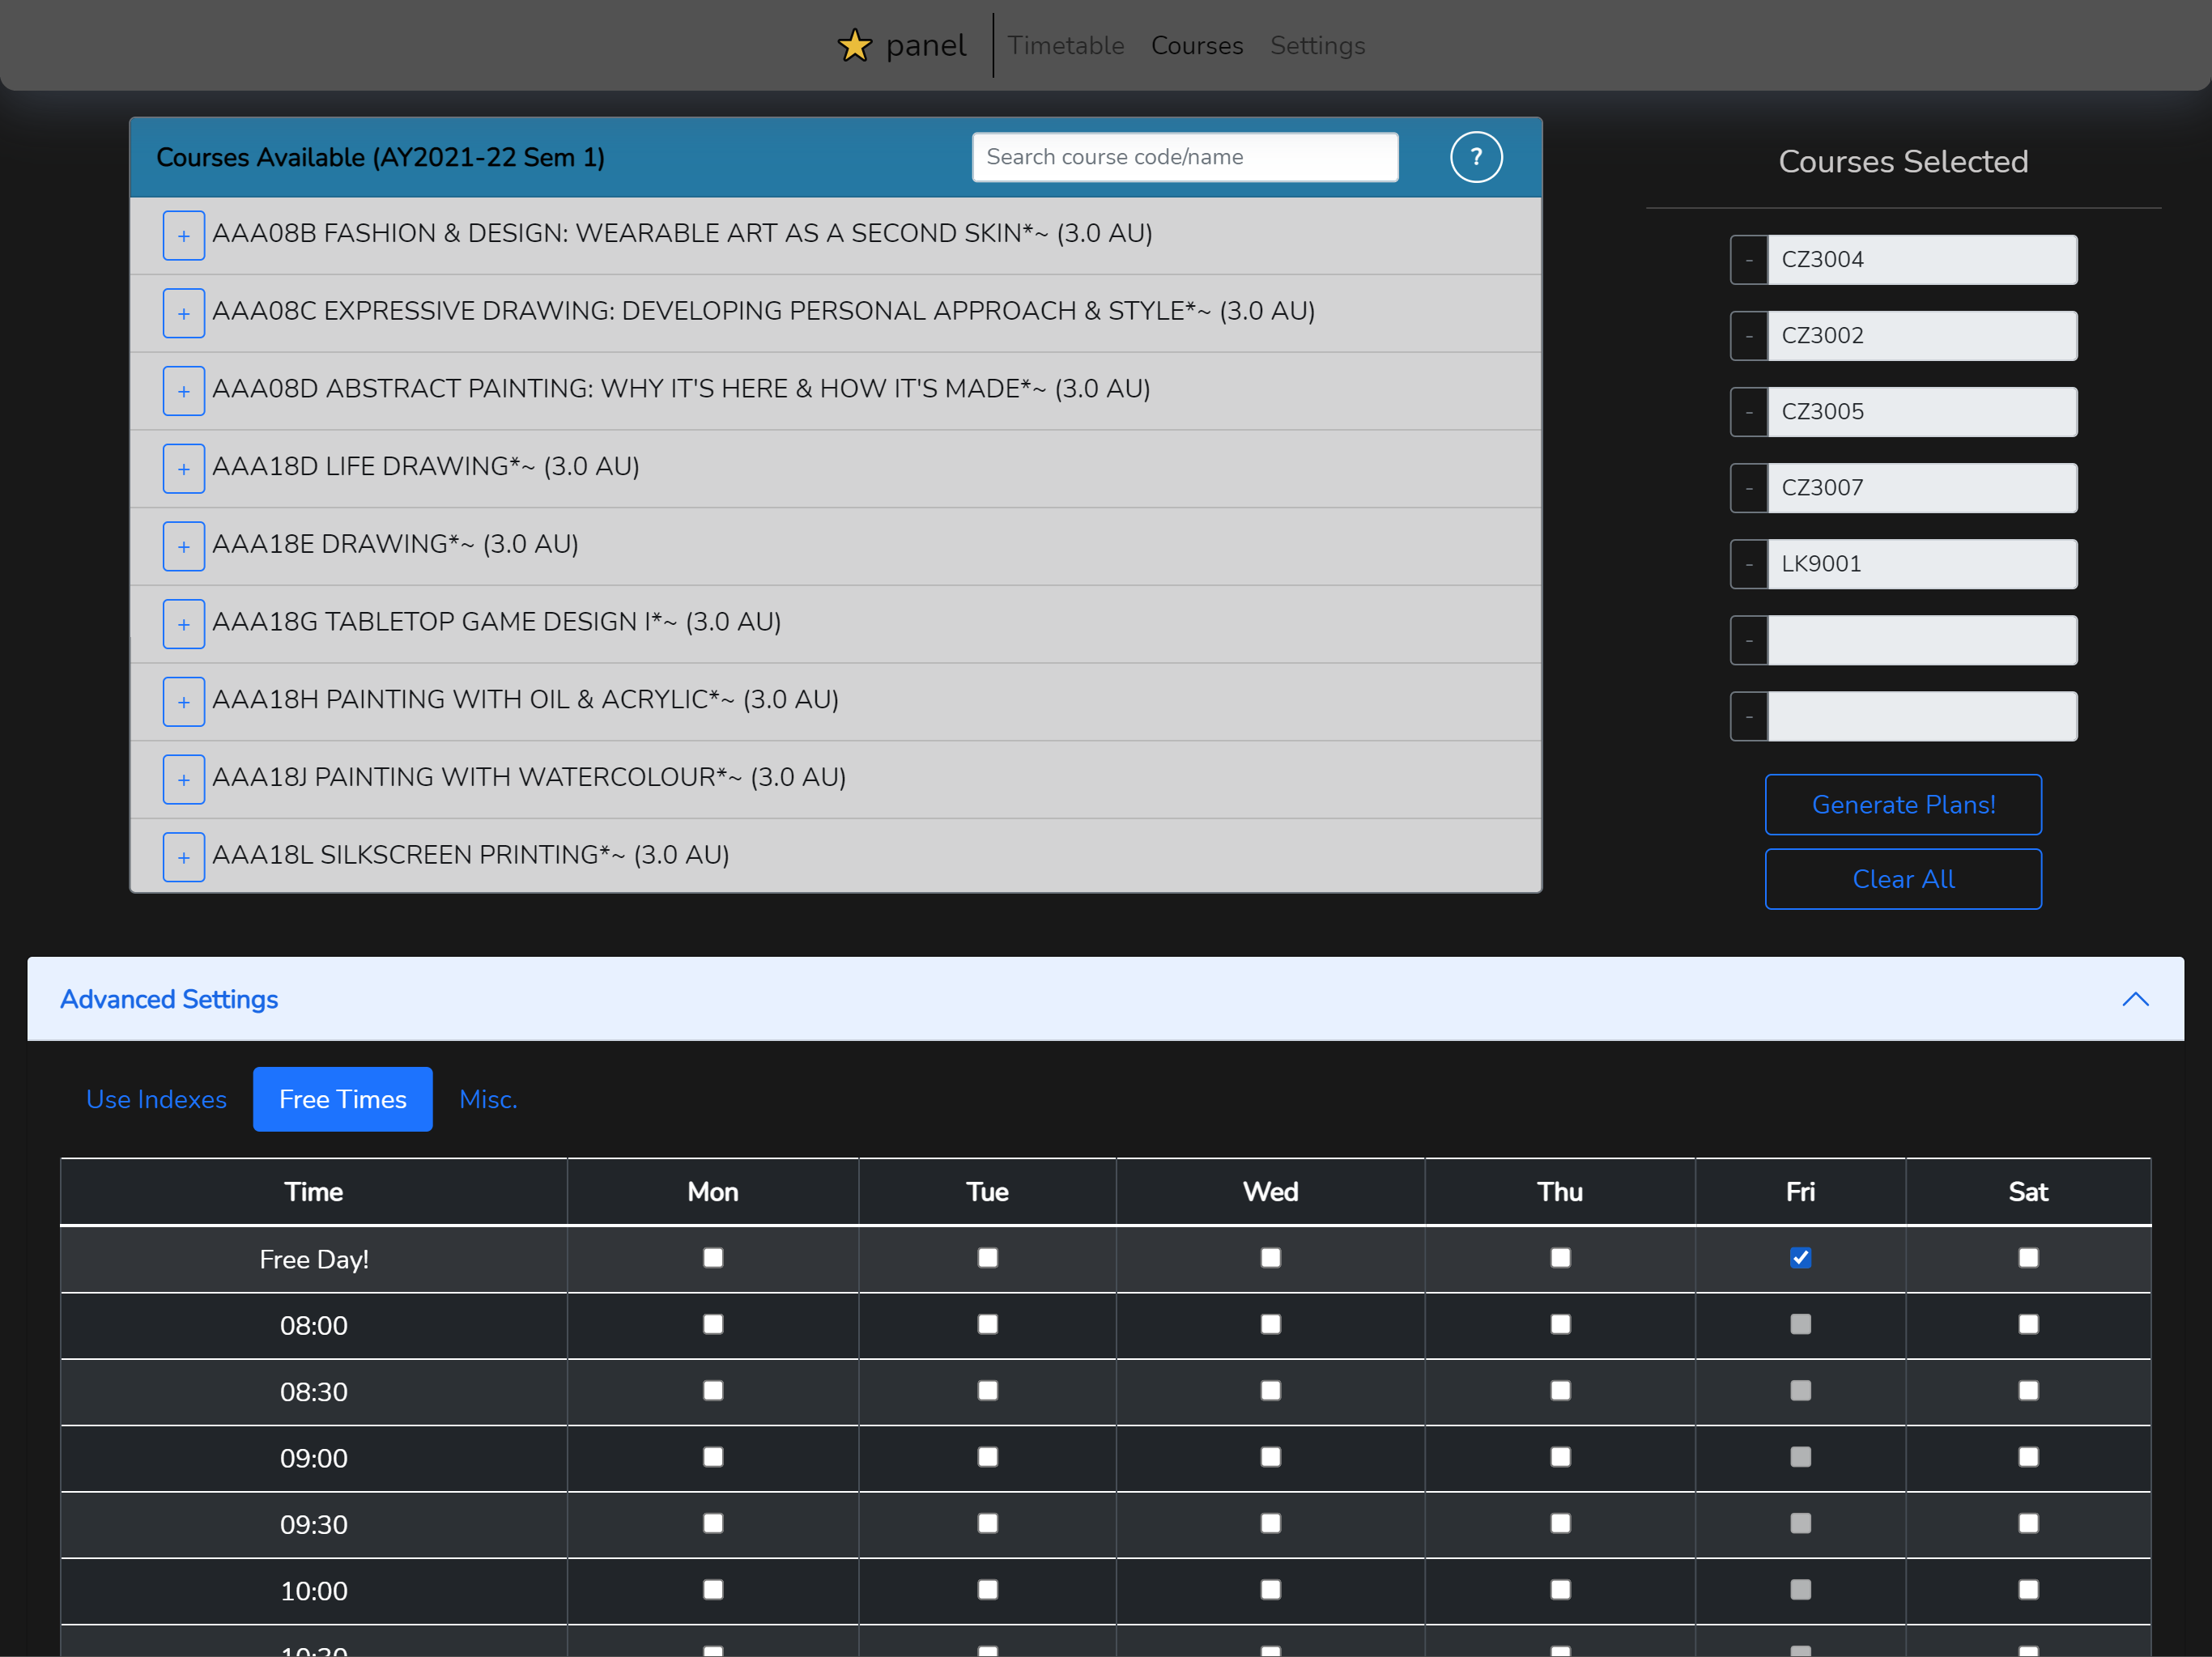 panel Timetable Courses Settings
Courses Available (AY2021-22 Sem 1) Search course code/name ?
+ AAA08B FASHION & DESIGN: WEARABLE ART AS A SECOND SKIN*~ (3.0 AU)
+ AAA08C EXPRESSIVE DRAWING: DEVELOPING PERSONAL APPROACH & STYLE*~ (3.0 AU)
+ AAA08D ABSTRACT PAINTING: WHY IT'S HERE & HOW IT'S MADE*~ (3.0 AU)
+ AAA18D LIFE DRAWING*~ (3.0 AU)
+ AAA18E DRAWING*~ (3.0 AU)
+ AAA18G TABLETOP GAME DESIGN I*~ (3.0 AU)
+ AAA18H PAINTING WITH OIL & ACRYLIC*~ (3.0 AU)
+ AAA18J PAINTING WITH WATERCOLOUR*~ (3.0 AU)
+ AAA18L SILKSCREEN PRINTING*~ (3.0 AU)
Courses Selected
- CZ3004
- CZ3002
- CZ3005
- CZ3007
- LK9001
-
-
Generate Plans!
Clear All
Advanced Settings
Use Indexes Free Times Misc.
Time Mon Tue Wed Thu Fri Sat
Free Day!
08:00
08:30
09:00
09:30
10:00
10:30